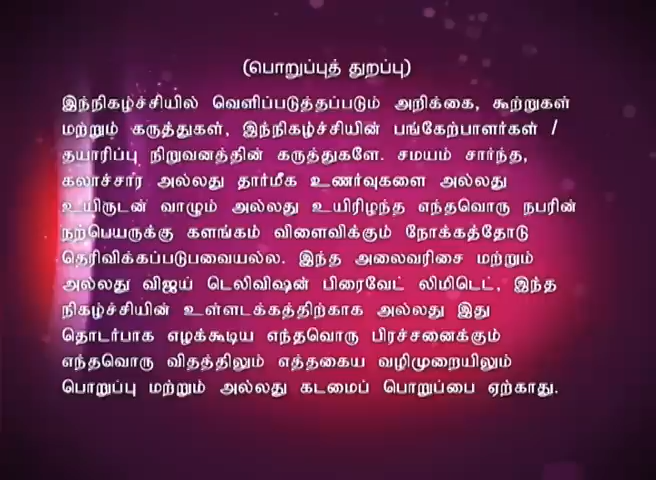 (பொறுப்புத் துறப்பு)
இந்நிகழ்ச்சியில் வெளிப்படுத்தப்படும் அறிக்கை, கூற்றுகள்
மற்றும் கருத்துகள், இந்நிகழ்ச்சியின் பங்கேற்பாளர்கள் /
தயாரிப்பு நிறுவனத்தின் கருத்துகளே. சமயம் சார்ந்த,
கலாச்சார அல்லது தார்மீக உணர்வுகளை அல்லது
உயிருடன் வாழும் அல்லது உயிரிழந்த எந்தவொரு நபரின்
நற்பெயருக்கு களங்கம் விளைவிக்கும் நோக்கத்தோடு
தெரிவிக்கப்படுபவையல்ல. இந்த அலைவரிசை மற்றும்
அல்லது விஜய் டெலிவிஷன் பிரைவேட் லிமிடெட், இந்த
நிகழ்ச்சியின் உள்ளடக்கத்திற்காக அல்லது இது
தொடர்பாக எழக்கூடிய எந்தவொரு பிரச்சனைக்கும்
எந்தவொரு விதத்திலும் எத்தகைய வழிமுறையிலும்
பொறுப்பு மற்றும் அல்லது கடமைப் பொறுப்பை ஏற்காது.